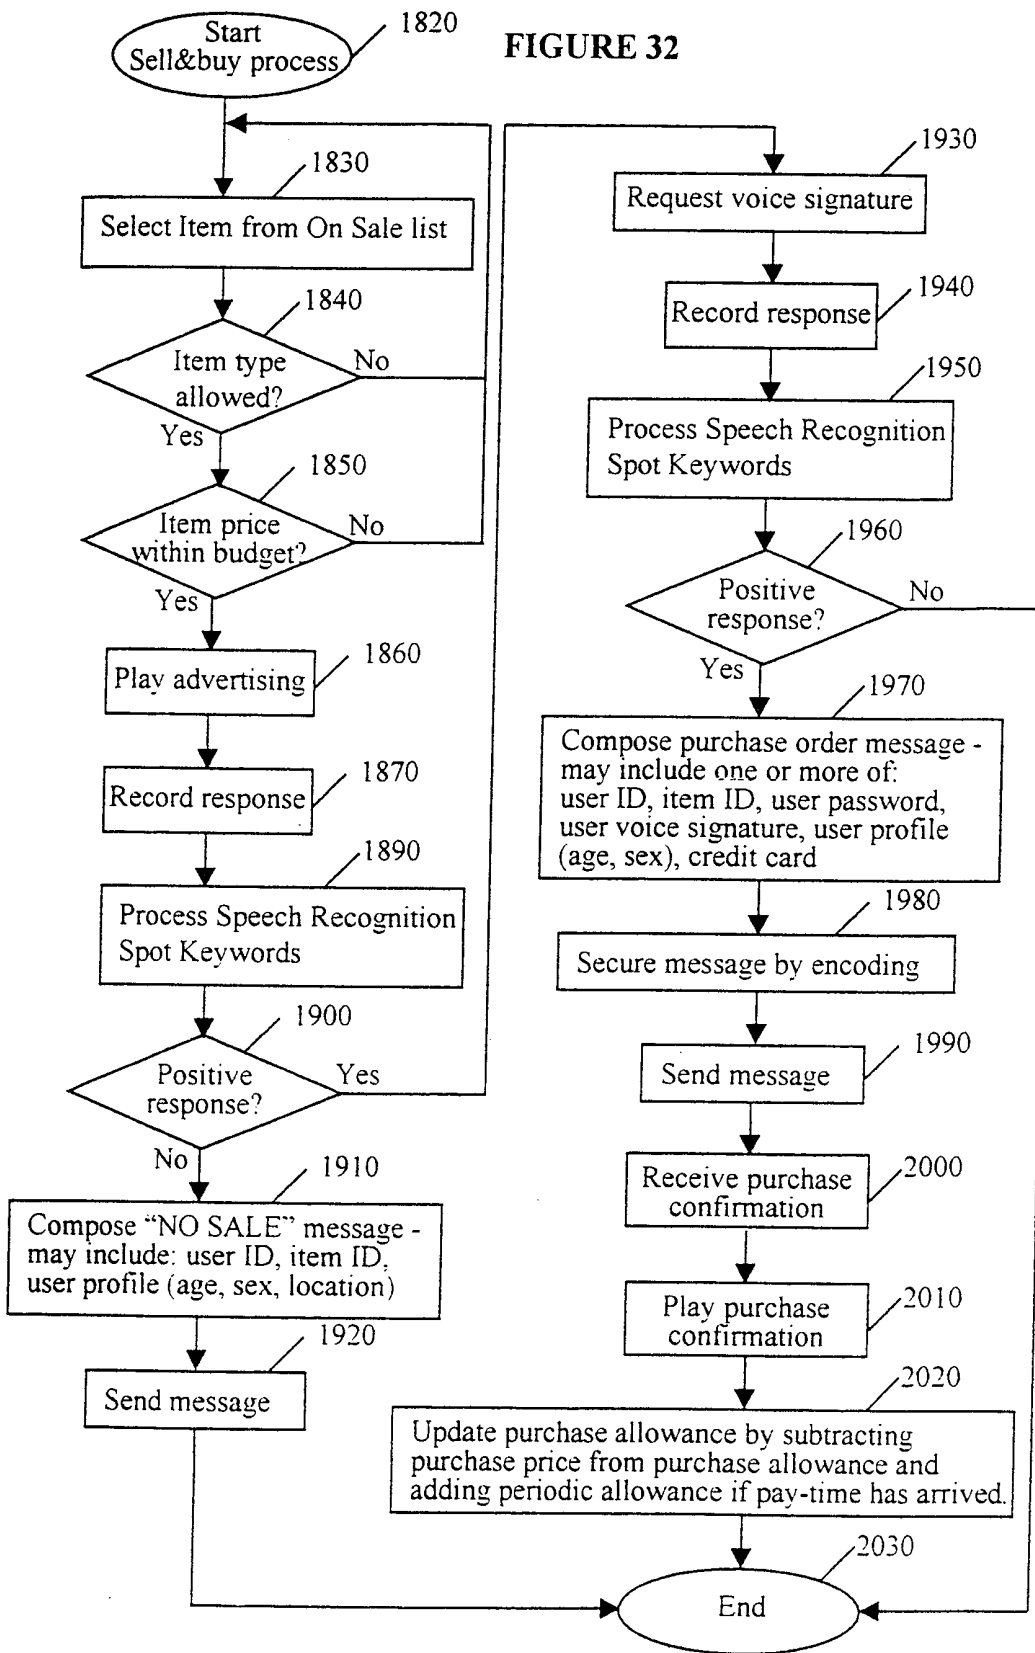 FIGURE 32
Start
Sell&buy process
1820
1830
Select Item from On Sale list
1840
Item type
allowed?
No
Yes
1850
Item price
within budget?
No
Yes
1860
Play advertising
1870
Record response
1890
Process Speech Recognition
Spot Keywords
1900
Positive
response?
Yes
No
1910
Compose “NO SALE” message -
may include: user ID, item ID,
user profile (age, sex, location)
1920
Send message
1930
Request voice signature
1940
Record response
1950
Process Speech Recognition
Spot Keywords
1960
Positive
response?
No
Yes
1970
Compose purchase order message -
may include one or more of:
user ID, item ID, user password,
user voice signature, user profile
(age, sex), credit card
1980
Secure message by encoding
1990
Send message
2000
Receive purchase
confirmation
2010
Play purchase
confirmation
2020
Update purchase allowance by subtracting
purchase price from purchase allowance and
adding periodic allowance if pay-time has arrived.
2030
End